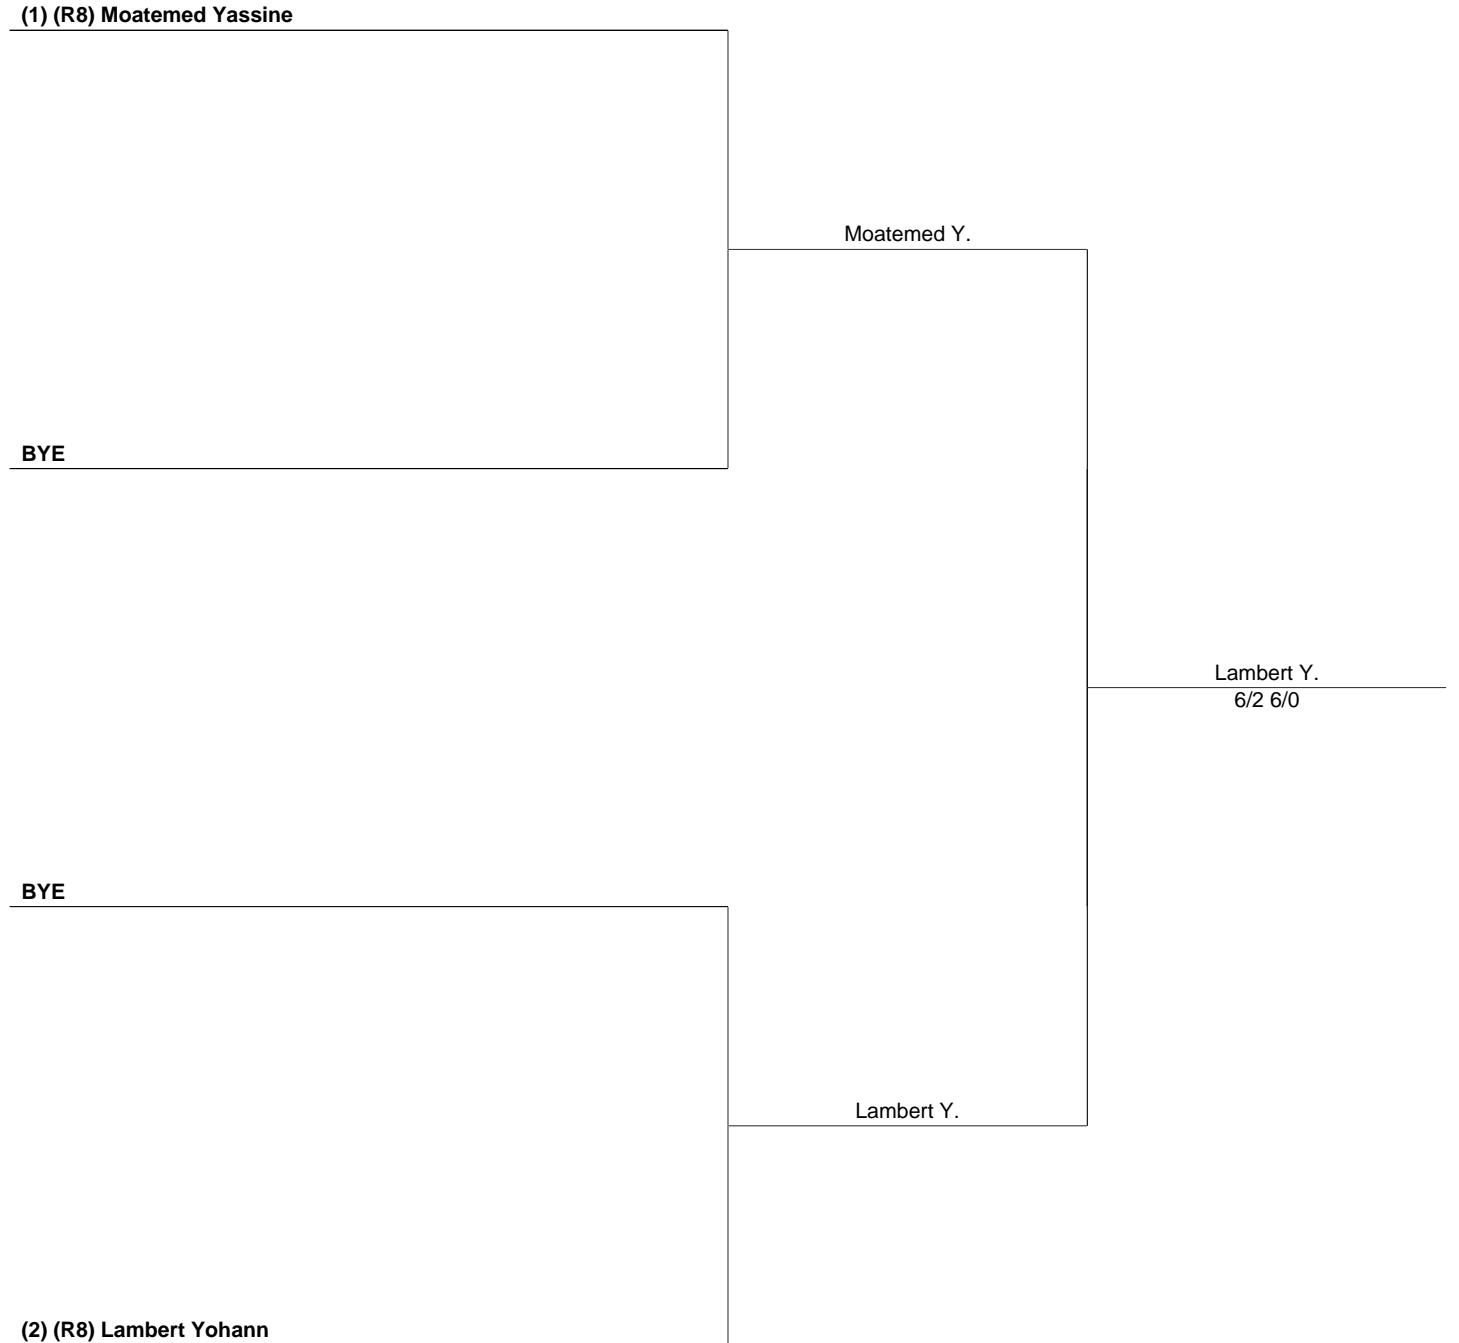 (1) (R8) Moatemed Yassine
Moatemed Y.
BYE
Lambert Y.
6/2 6/0
BYE
Lambert Y.
(2) (R8) Lambert Yohann